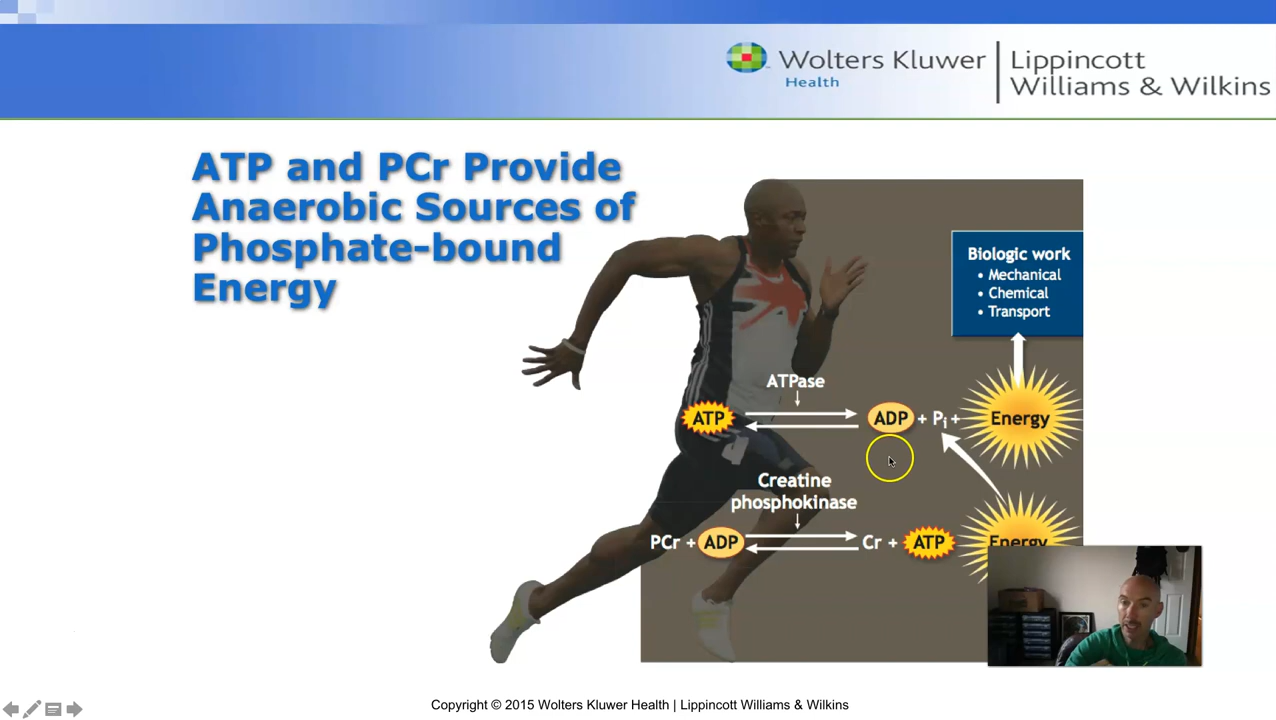 Wolters Kluwer
Health
Lippincott
Williams & Wilkins
ATP and PCr Provide
Anaerobic Sources of
Phosphate-bound
Energy
Biologic work
• Mechanical
• Chemical
• Transport
ATPase
ATP
ADP + Pi + Energy
Creatine
phosphokinase
PCr + ADP
Cr + ATP
Energy
Copyright © 2015 Wolters Kluwer Health | Lippincott Williams & Wilkins